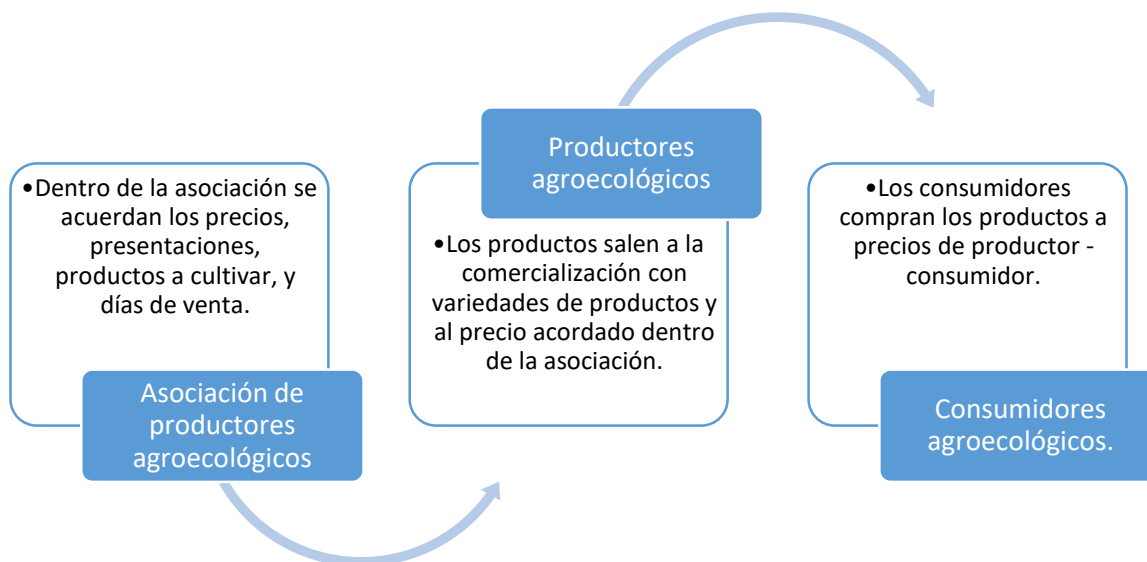 •Dentro de la asociación se
acuerdan los precios,
presentaciones,
productos a cultivar, y
días de venta.
Asociación de
productores
agroecológicos
Productores
agroecológicos
•Los productos salen a la
comercialización con
variedades de productos y
al precio acordado dentro
de la asociación.
•Los consumidores
compran los productos a
precios de productor -
consumidor.
Consumidores
agroecológicos.